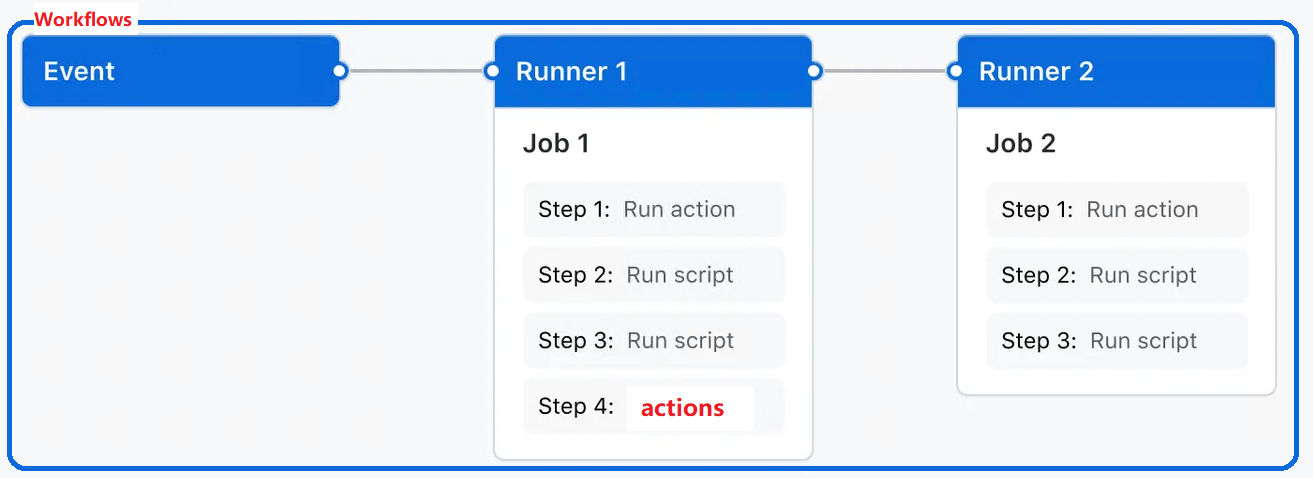 Workflows
Event
Runner 1
Job 1
Step 1: Run action
Step 2: Run script
Step 3: Run script
Step 4: actions
Runner 2
Job 2
Step 1: Run action
Step 2: Run script
Step 3: Run script